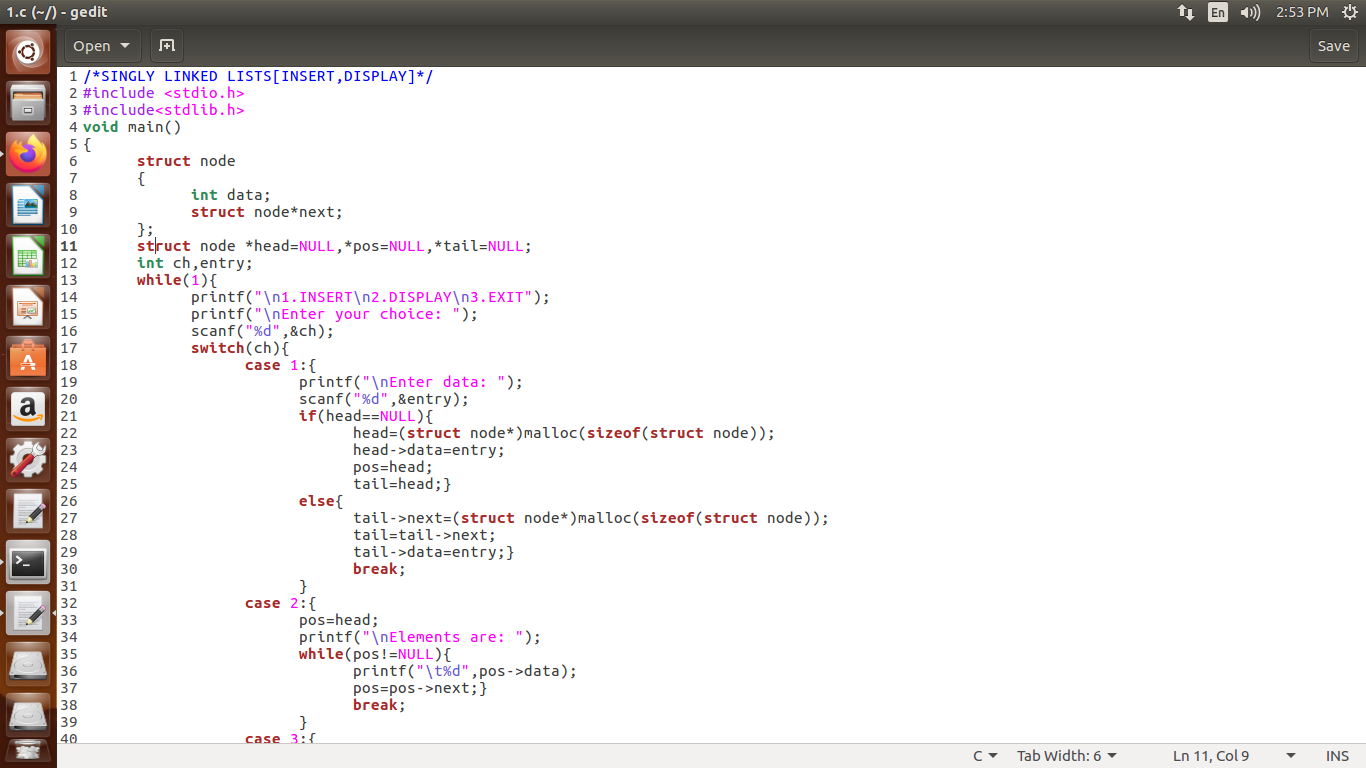 1.c (~/) - gedit
En
2:53 PM
Open
Save
1 /*SINGLY LINKED LISTS[INSERT,DISPLAY]*/
2 #include <stdio.h>
3 #include<stdlib.h>
4 void main()
5 {
6 struct node
7 {
8 int data;
9 struct node*next;
10 };
11 struct node *head=NULL,*pos=NULL,*tail=NULL;
12 int ch,entry;
13 while(1){
14 printf("\n1.INSERT\n2.DISPLAY\n3.EXIT");
15 printf("\nEnter your choice: ");
16 scanf("%d",&ch);
17 switch(ch){
18 case 1:{
19 printf("\nEnter data: ");
20 scanf("%d",&entry);
21 if(head==NULL){
22 head=(struct node*)malloc(sizeof(struct node));
23 head->data=entry;
24 pos=head;
25 tail=head;}
26 else{
27 tail->next=(struct node*)malloc(sizeof(struct node));
28 tail=tail->next;
29 tail->data=entry;}
30 break;
31 }
32 case 2:{
33 pos=head;
34 printf("\nElements are: ");
35 while(pos!=NULL){
36 printf("\t%d",pos->data);
37 pos=pos->next;}
38 break;
39 }
40 case 3:{
C
Tab Width: 6
Ln 11, Col 9
INS